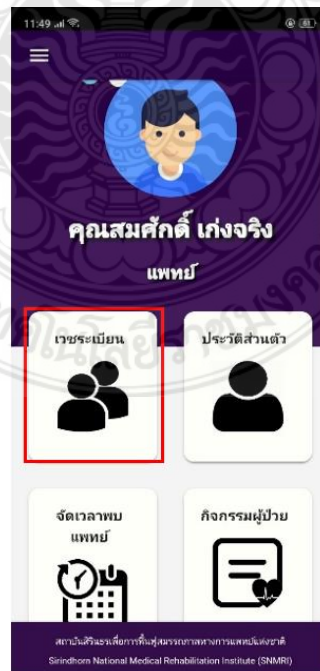 11:49
คุณสมศักดิ์ เก่งจริง
แพทย์
เวชระเบียน
ประวัติส่วนตัว
จัดเวลาพบ
แพทย์
กิจกรรมผู้ป่วย
สถาบันสิรินธรเพื่อการฟื้นฟูสมรรถภาพทางการแพทย์แห่งชาติ
Sirindhorn National Medical Rehabilitation Institute (SNMRI)